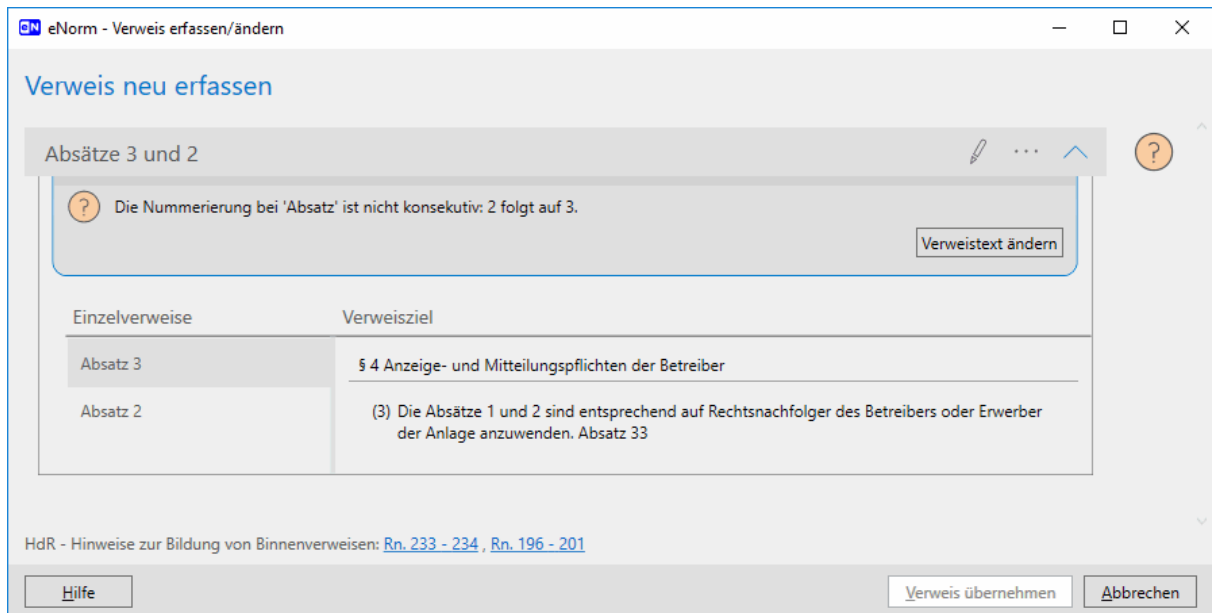 eN eNorm - Verweis erfassen/ändern
Verweis neu erfassen
Absätze 3 und 2
...
?
? Die Nummerierung bei 'Absatz' ist nicht konsekutiv: 2 folgt auf 3.
Verweistext ändern
Einzelverweise Verweisziel
Absatz 3 § 4 Anzeige- und Mitteilungspflichten der Betreiber
Absatz 2 (3) Die Absätze 1 und 2 sind entsprechend auf Rechtsnachfolger des Betreibers oder Erwerber
der Anlage anzuwenden. Absatz 33
HdR - Hinweise zur Bildung von Binnenverweisen: Rn. 233 - 234 , Rn. 196 - 201
Hilfe Verweis übernehmen Abbrechen